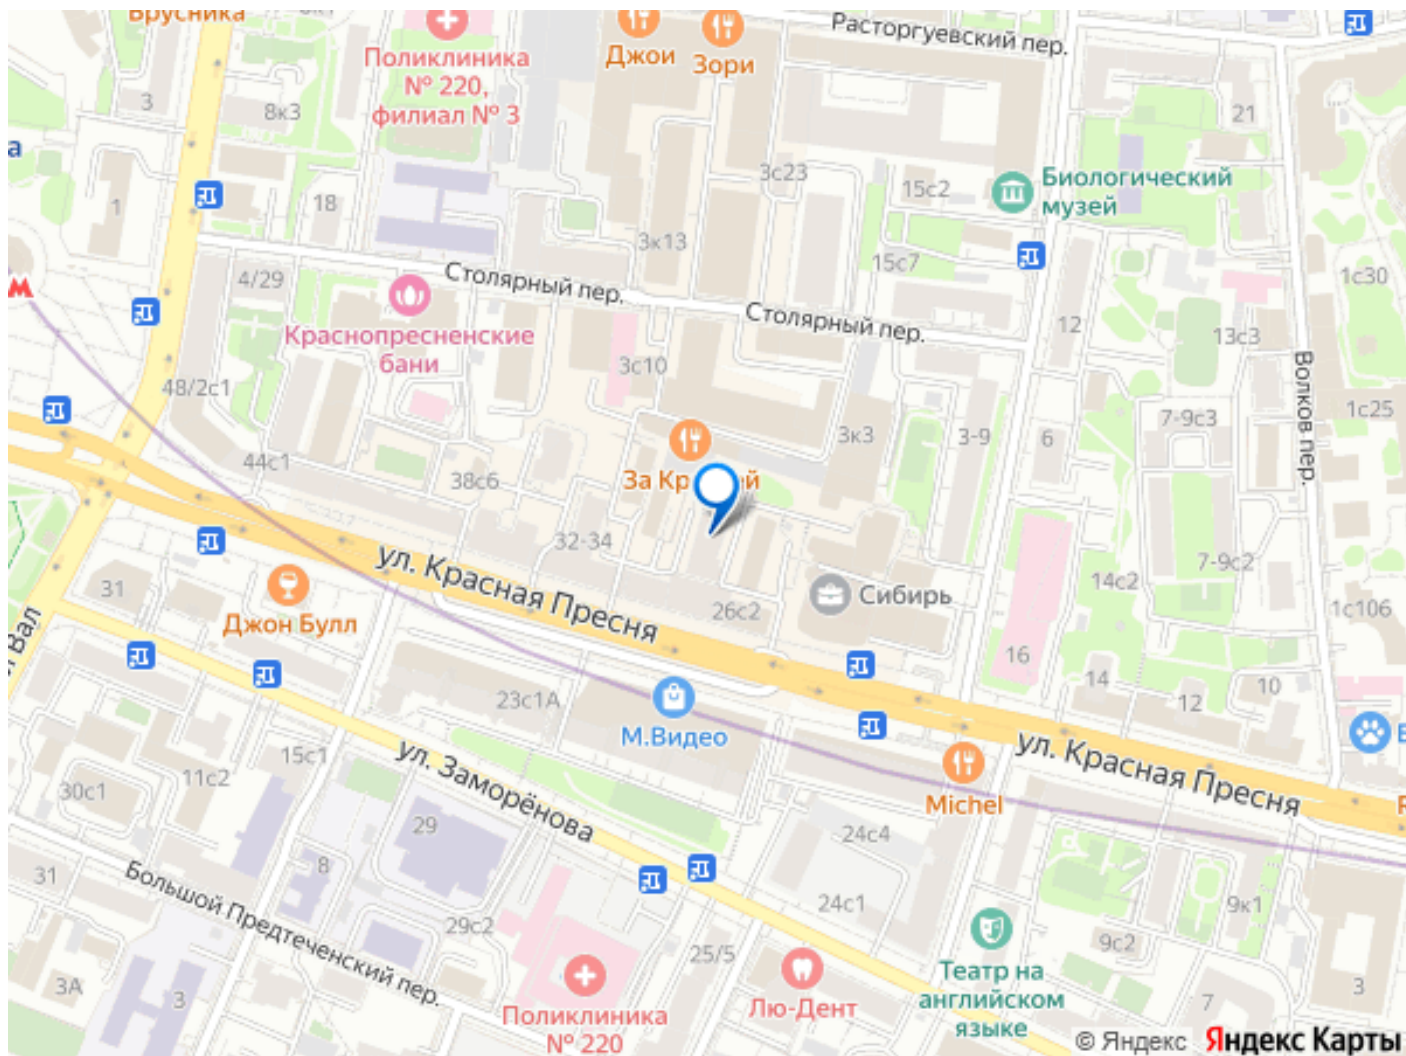 Брусника
8к1
Поликлиника
№ 220,
филиал № 3
Джои
Зори
Расторгуевский пер.
3
8к3
21
а
3с23
15с2
Биологический
музей
1
18
3к13
15с7
4/29
Столярный пер.
1с30
Краснопресненские
бани
Столярный пер.
12
13с3
3с10
48/2с1
Волков пер.
1с25
7-9с3
3к3
3-9
6
44с1
38с6
За Кр
й
32-34
ул. Красная Пресня
7-9с2
14с2
31
Сибирь
26с2
1с106
Джон Булл
Вал
16
14
12
10
23с1А
М.Видео
15с1
ул. Заморёнова
ул. Красная Пресня
11с2
30с1
Michel
29
24с4
8
31
Большой Предтеченский пер.
24с1
9к1
29с2
25/5
9с2
3А
3
Поликлиника
№ 220
Лю-Дент
Театр на
английском
языке
7
3
© Яндекс Яндекс Карты